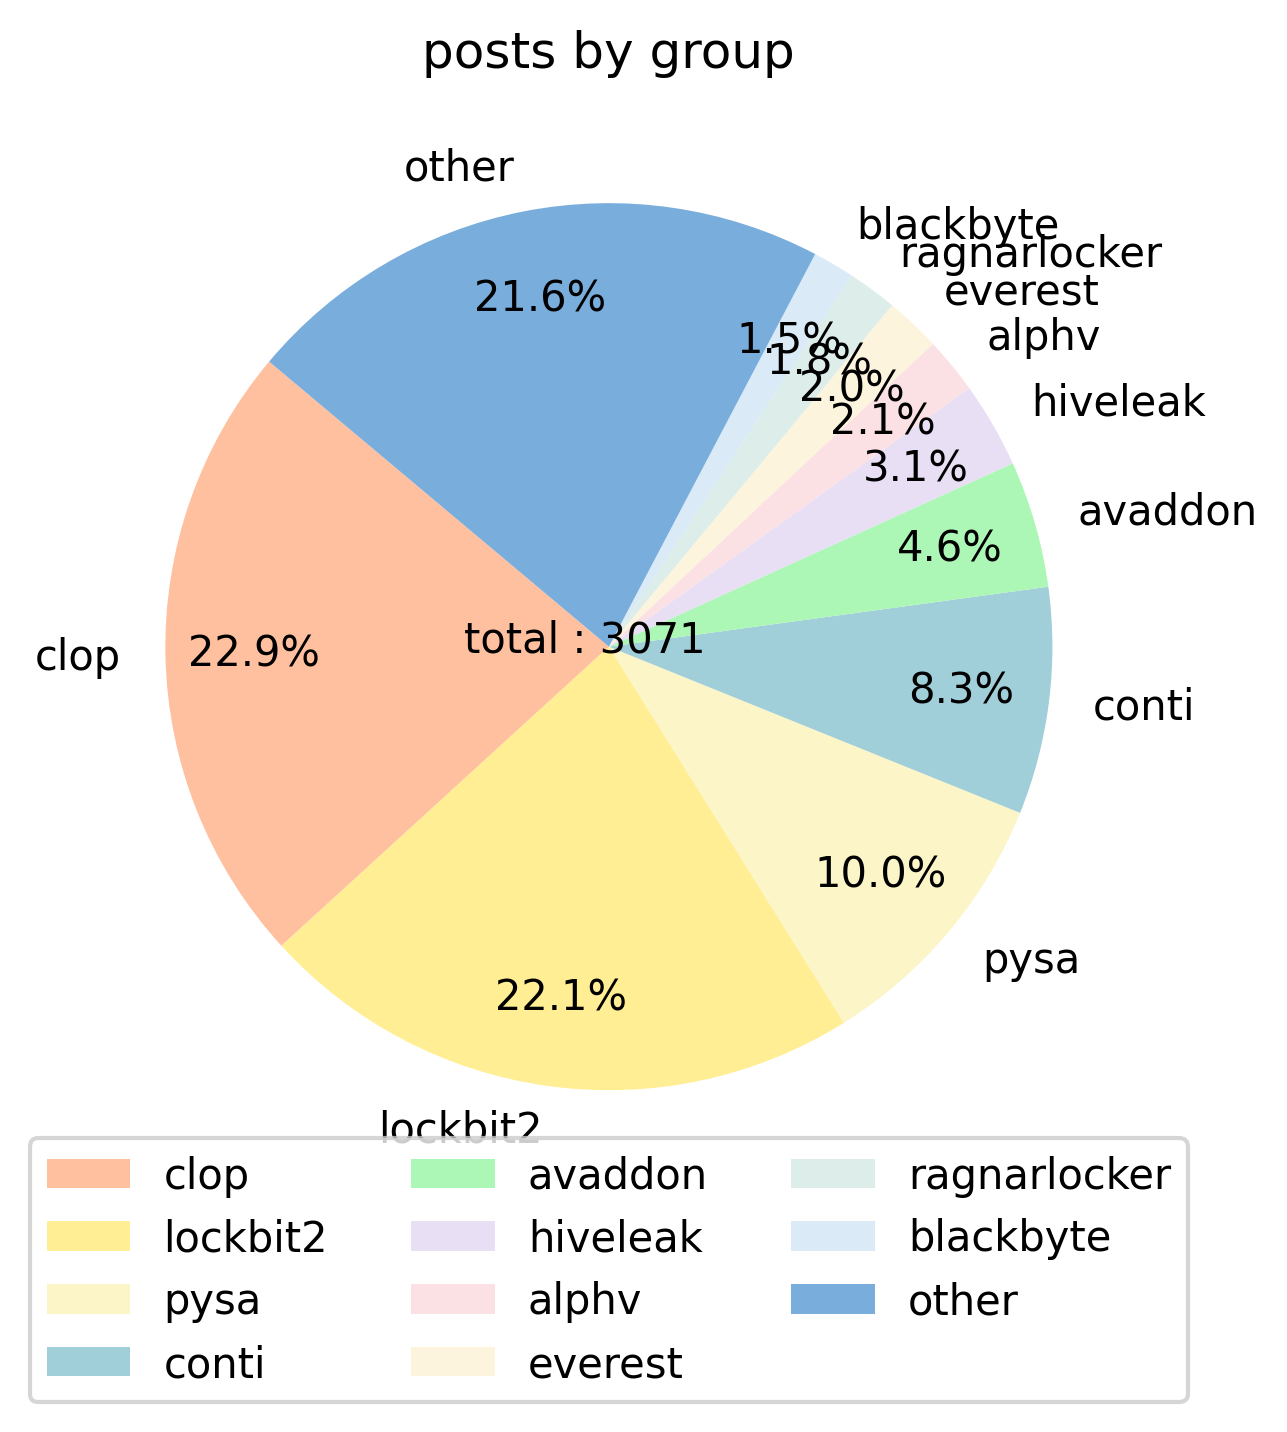 posts by group
other
blackbyte
ragnarlocker
everest
alphv
hiveleak
avaddon
conti
pysa
lockbit2
clop
21.6%
1.5%
1.8%
2.0%
2.1%
3.1%
4.6%
8.3%
10.0%
22.1%
22.9%
total : 3071
clop
lockbit2
pysa
conti
avaddon
hiveleak
alphv
everest
ragnarlocker
blackbyte
other